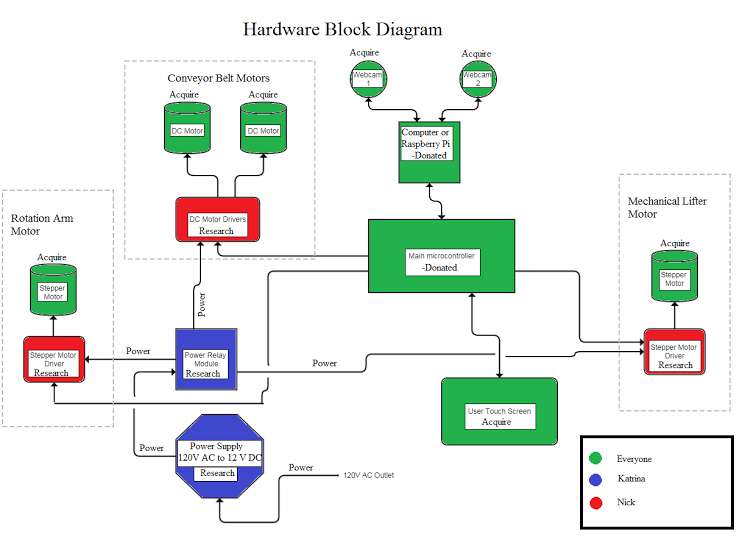 Hardware Block Diagram
Acquire
Acquire
Webcam
1
Webcam
2
Conveyor Belt Motors
Acquire
Acquire
DC Motor
DC Motor
Computer or
Raspberry Pi
-Donated
DC Motor Drivers
Research
Rotation Arm
Motor
Acquire
Stepper
Motor
Stepper Motor
Driver
Research
Mechanical Lifter
Motor
Acquire
Stepper
Motor
Stepper Motor
Driver
Research
Main microcontroller
-Donated
Power
Power
Power
Power Relay
Module
Research
User Touch Screen
Acquire
Power
Power Supply
120V AC to 12 V DC
Research
Power
120V AC Outlet
Everyone
Katrina
Nick